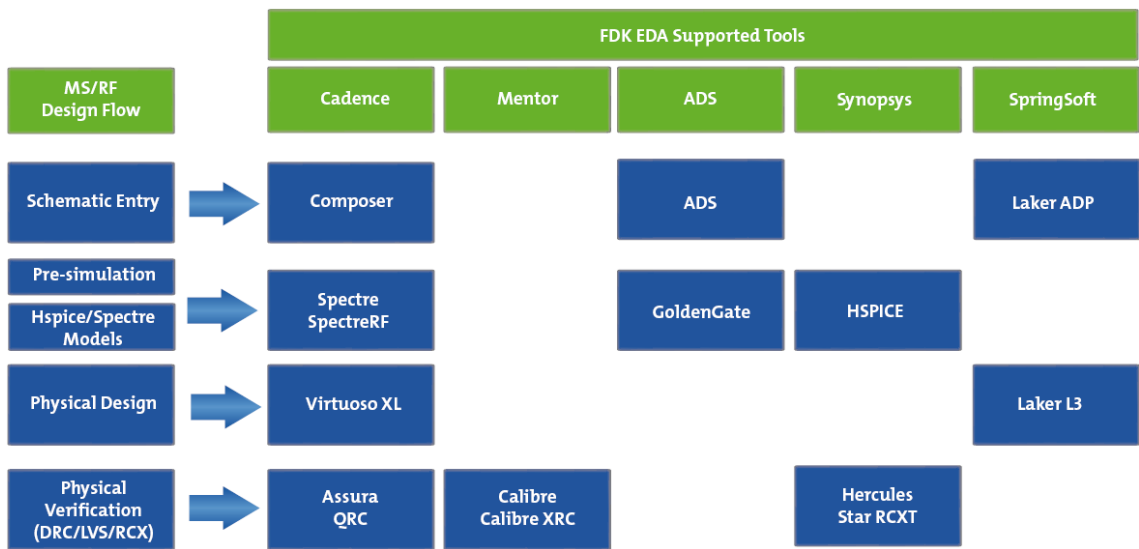 FDK EDA Supported Tools
MS/RF
Design Flow
Cadence
Mentor
ADS
Synopsys
SpringSoft
Schematic Entry
Composer
ADS
Laker ADP
Pre-simulation
Hspice/Spectre
Models
Spectre
SpectreRF
GoldenGate
HSPICE
Physical Design
Virtuoso XL
Laker L3
Physical
Verification
(DRC/LVS/RCX)
Assura
QRC
Calibre
Calibre XRC
Hercules
Star RCXT